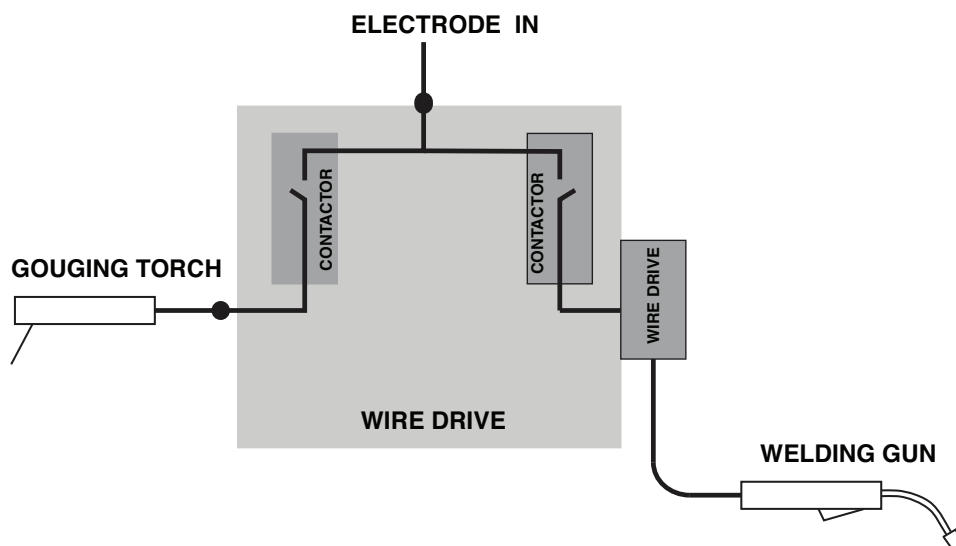 ELECTRODE IN
CONTACTOR
CONTACTOR
GOUGING TORCH
WIRE DRIVE
WIRE DRIVE
WELDING GUN